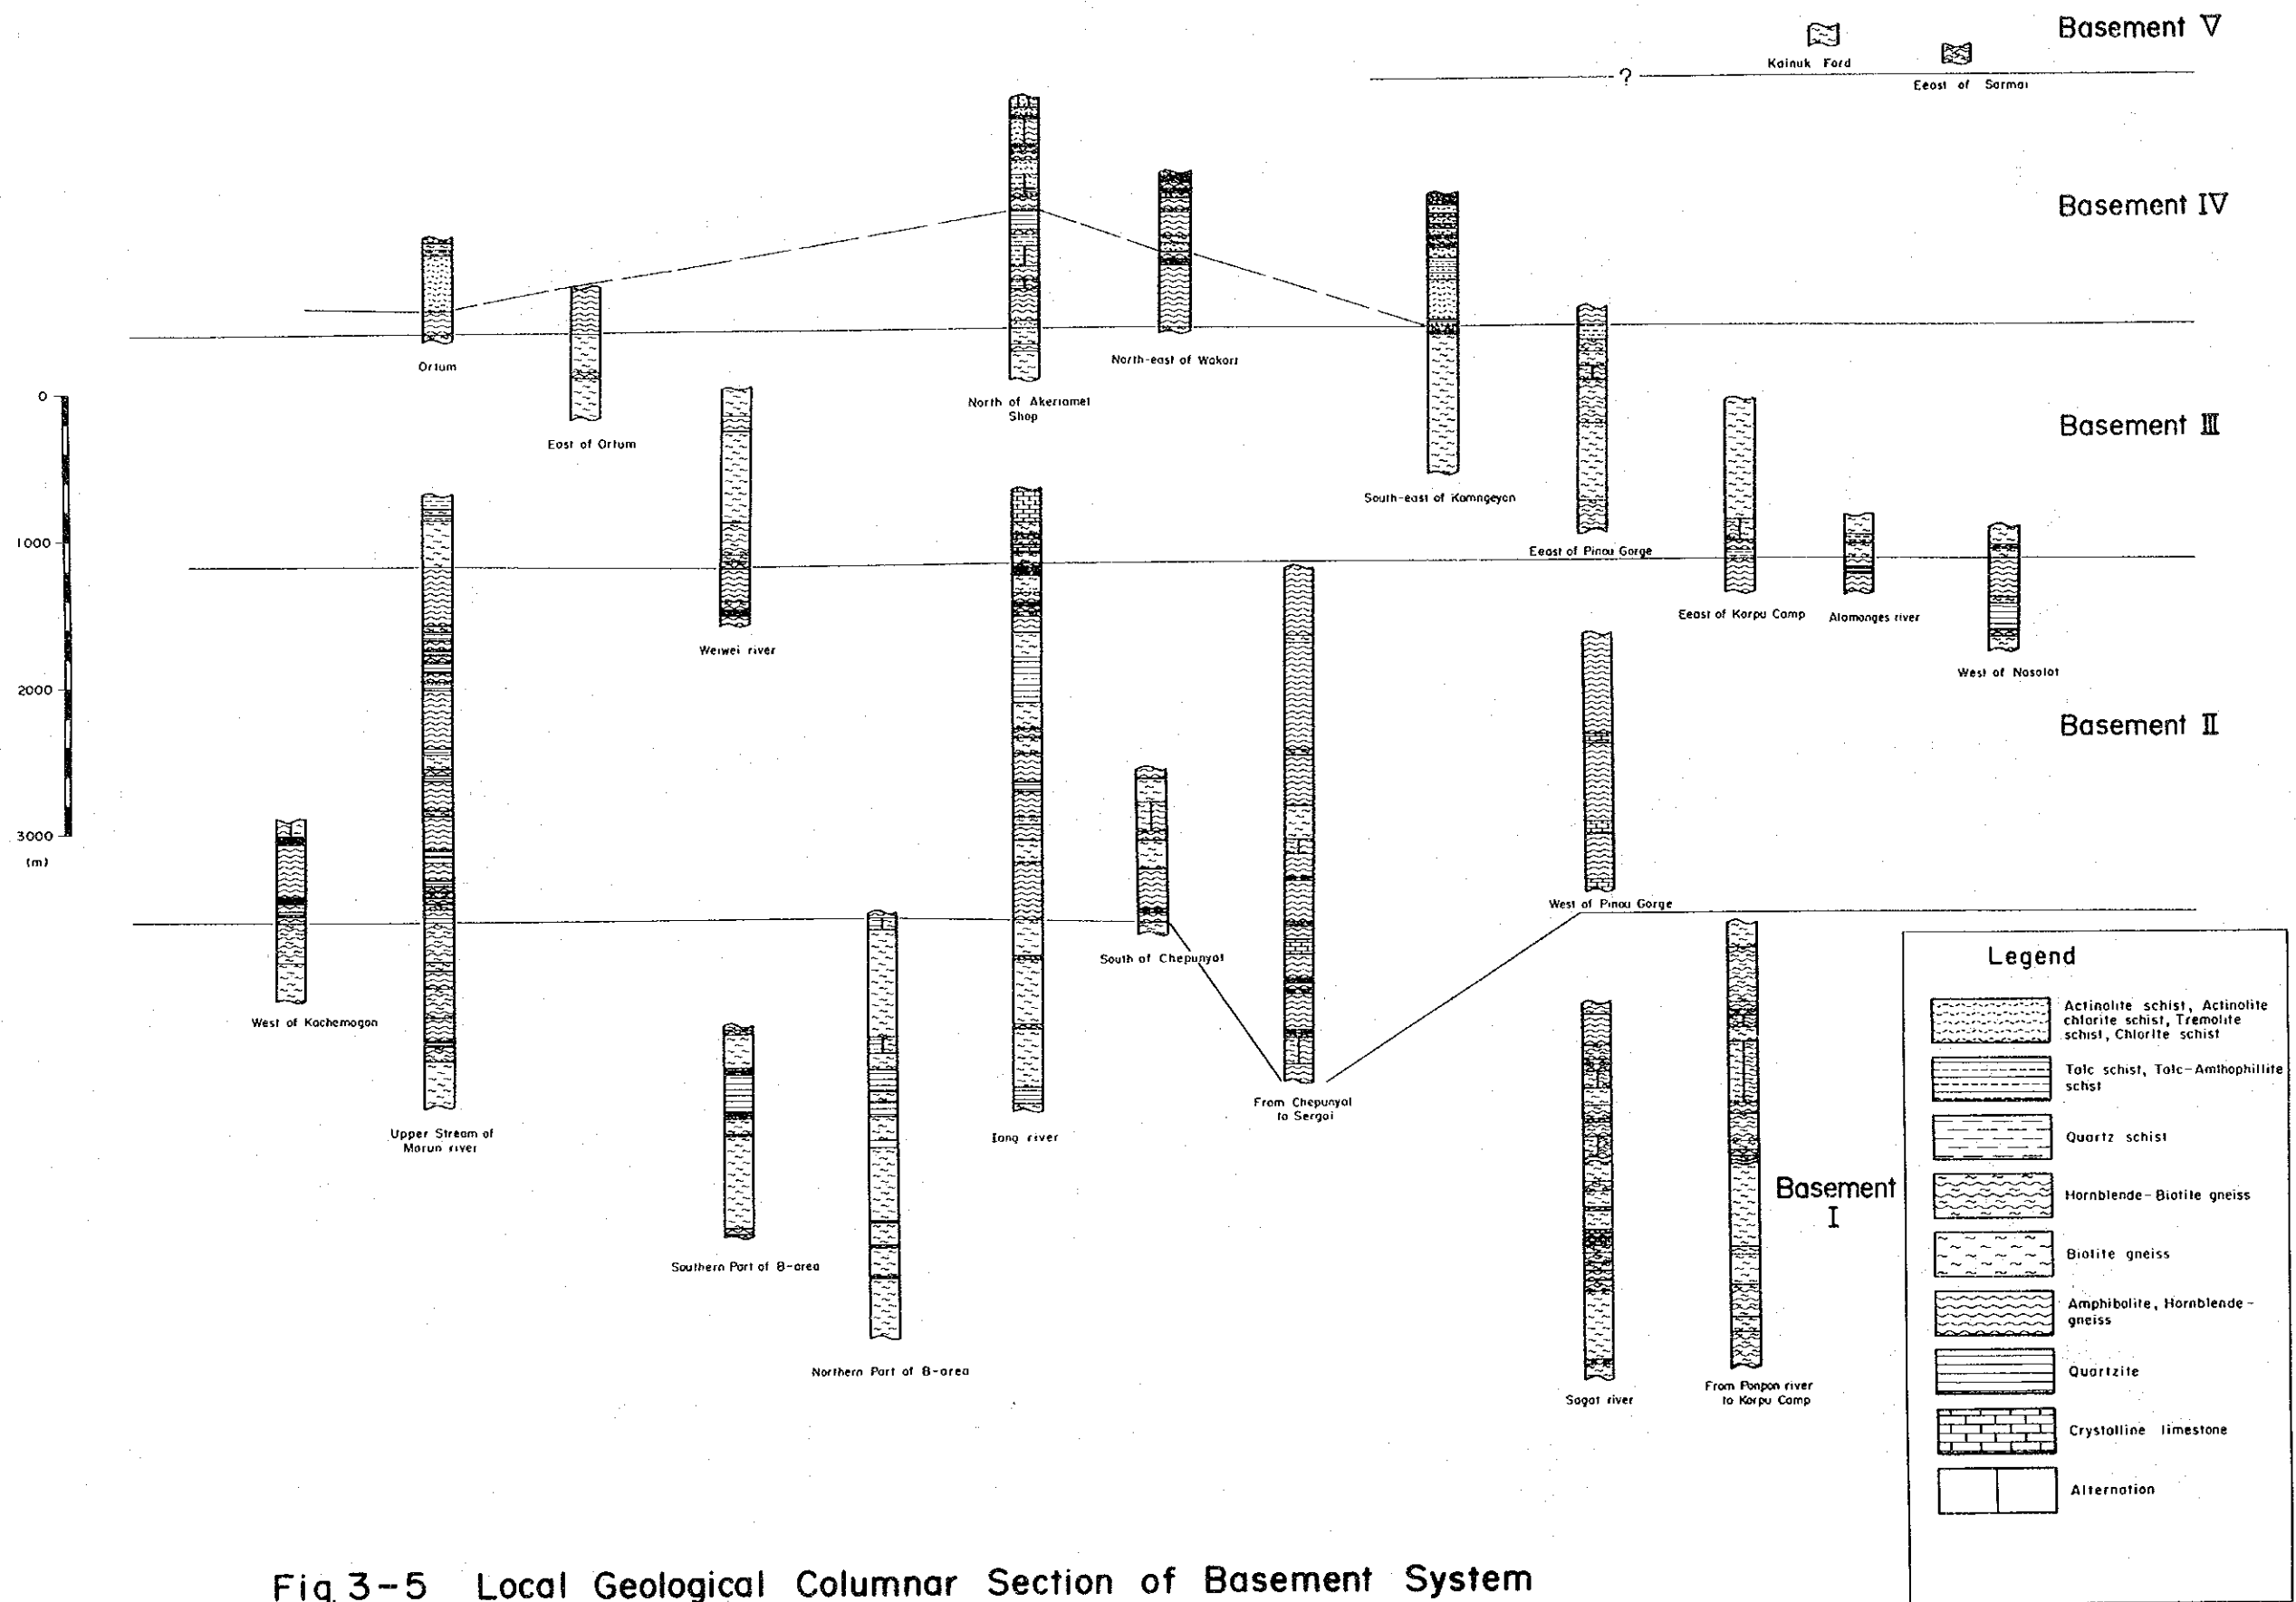 Basement V
Kainuk Ford
Eeast of Sarmai
Basement IV
Ortum
North-east of Wakorr
East of Ortum
North of Akeriamet
Shop
Basement III
0
1000
2000
3000
(m)
South-east of Kamngeyon
Eeast of Pinou Gorge
Eeast of Korpu Camp
Alamanges river
Weiwei river
West of Nasolot
Basement II
West of Pinou Gorge
South of Chepunyal
West of Kachemogan
Upper Stream of
Marun river
Iang river
From Chepunyal
to Sergoi
Basement
I
Southern Part of B-area
Northern Part of B-area
Sagat river
From Ponpon river
to Korpu Camp
Legend
Actinolite schist, Actinolite
chlorite schist, Tremolite
schist, Chlorite schist
Talc schist, Talc-Amthophillite
schst
Quartz schist
Hornblende-Biotite gneiss
Biotite gneiss
Amphibolite, Hornblende-
gneiss
Quartzite
Crystalline limestone
Alternation
?
Fig. 3-5 Local Geological Columnar Section of Basement System